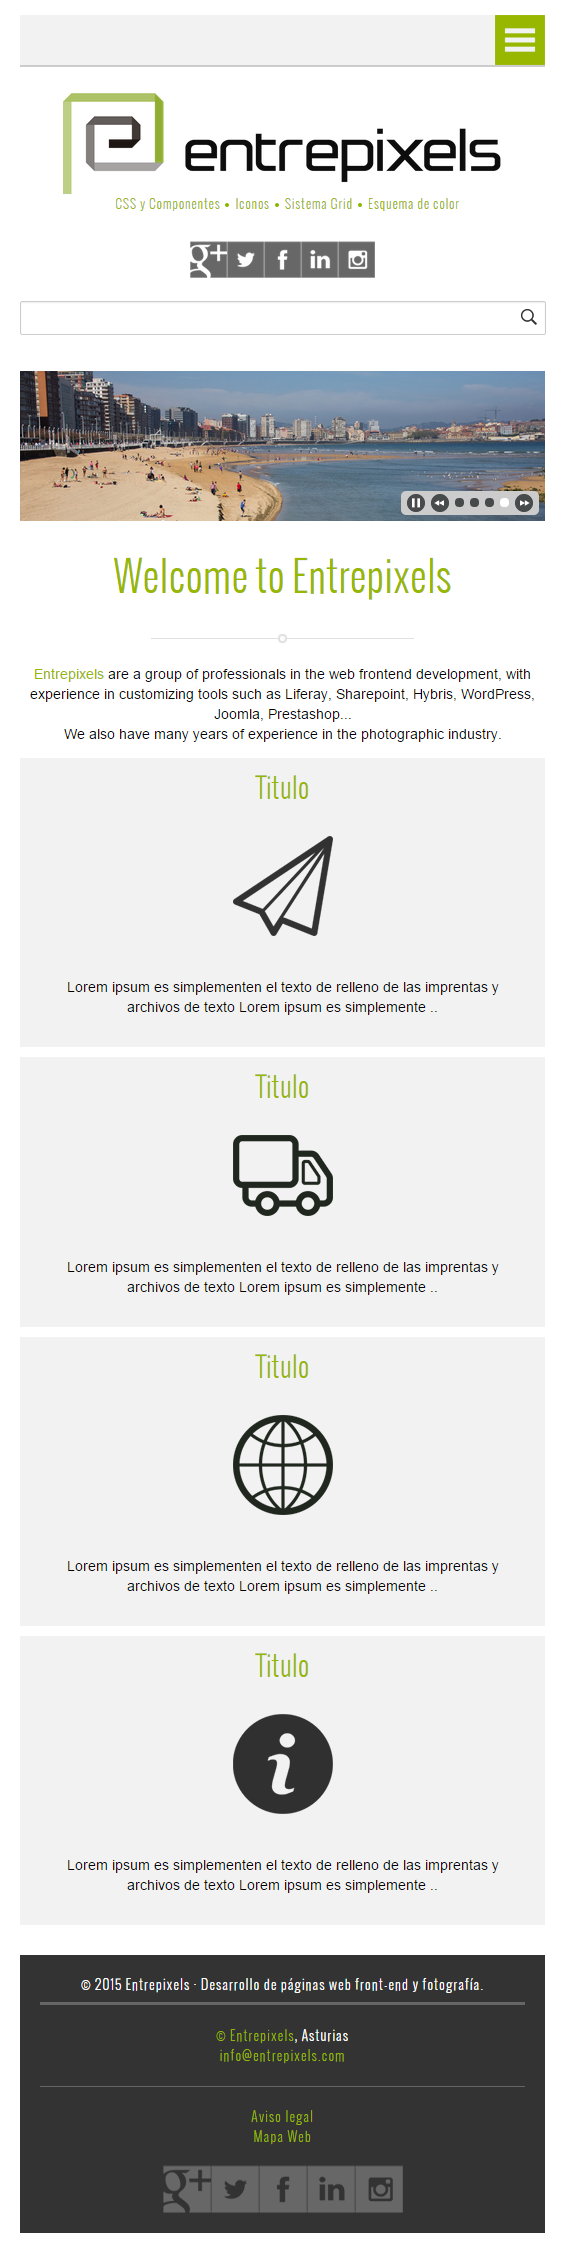 entrepixels
CSS y Componentes • Iconos • Sistema Grid • Esquema de color
g+ f in
Welcome to Entrepixels
Entrepixels are a group of professionals in the web frontend development, with
experience in customizing tools such as Liferay, Sharepoint, Hybris, WordPress,
Joomla, Prestashop...
We also have many years of experience in the photographic industry.
Titulo
Lorem ipsum es simplementen el texto de relleno de las imprentas y
archivos de texto Lorem ipsum es simplemente ..
Titulo
Lorem ipsum es simplementen el texto de relleno de las imprentas y
archivos de texto Lorem ipsum es simplemente ..
Titulo
Lorem ipsum es simplementen el texto de relleno de las imprentas y
archivos de texto Lorem ipsum es simplemente ..
Titulo
i
Lorem ipsum es simplementen el texto de relleno de las imprentas y
archivos de texto Lorem ipsum es simplemente ..
© 2015 Entrepixels · Desarrollo de páginas web front-end y fotografía.
© Entrepixels, Asturias
info@entrepixels.com
Aviso legal
Mapa Web
g+ f in